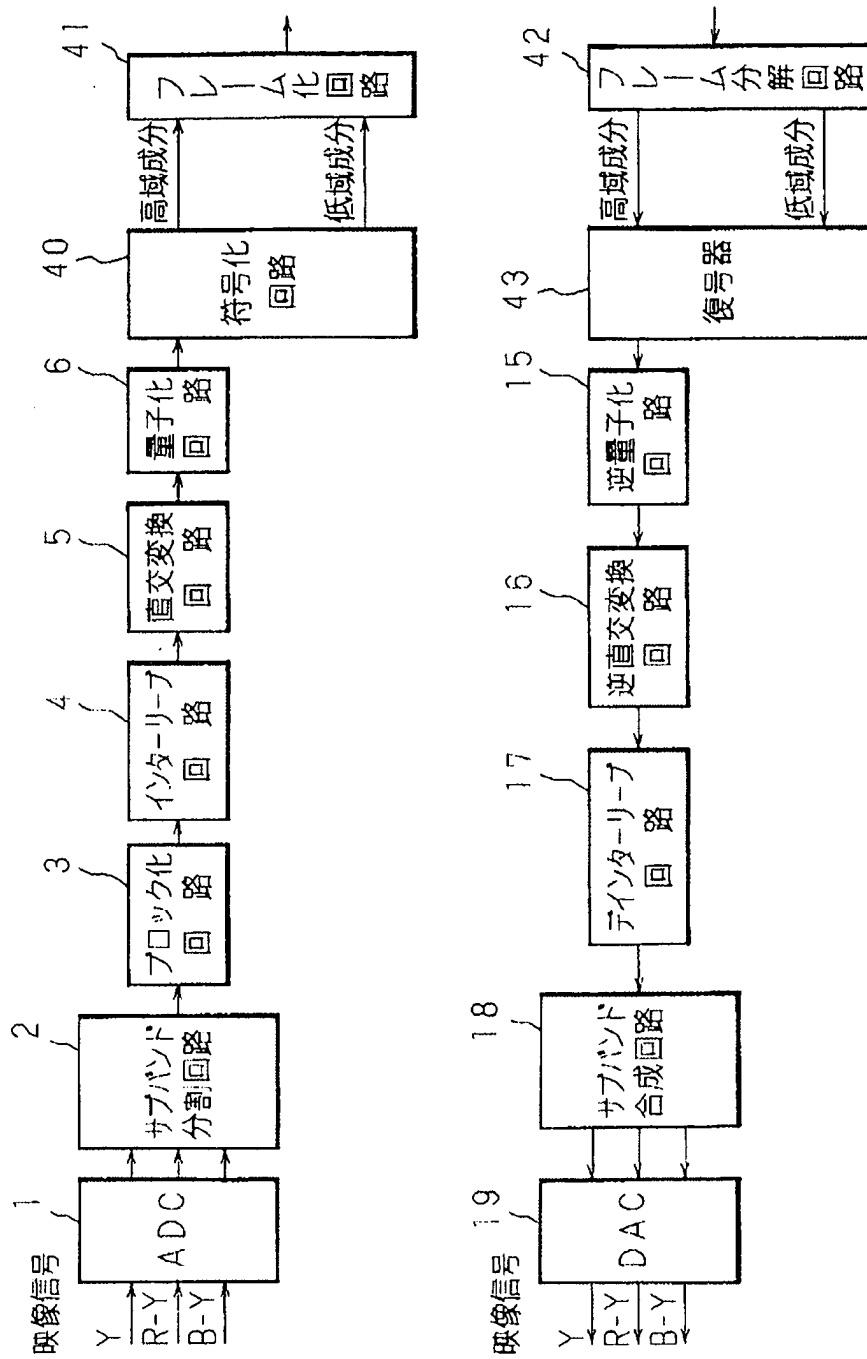 映像信号
Y
R-Y
B-Y
1
ADC
2
サブバンド
分割回路
3
ブロック化
回路
4
インターリーブ
回路
5
直交変換
回路
6
量子化
回路
40
符号化
回路
高域成分
低域成分
41
フレーム化回路
映像信号
Y
R-Y
B-Y
19
DAC
18
サブバンド
合成回路
17
デインターリーブ
回路
16
逆直交変換
回路
15
逆量子化
回路
43
復号器
高域成分
低域成分
42
フレーム分解回路